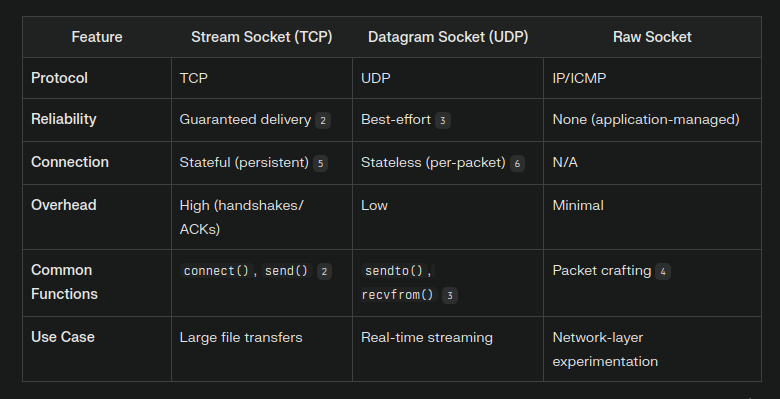 Feature Stream Socket (TCP) Datagram Socket (UDP) Raw Socket
Protocol TCP UDP IP/ICMP
Reliability Guaranteed delivery 2 Best-effort 3 None (application-managed)
Connection Stateful (persistent) 5 Stateless (per-packet) 6 N/A
Overhead High (handshakes/ Low Minimal
ACKs)
Common connect(), send() 2 sendto(), Packet crafting 4
Functions recvfrom() 3
Use Case Large file transfers Real-time streaming Network-layer
experimentation